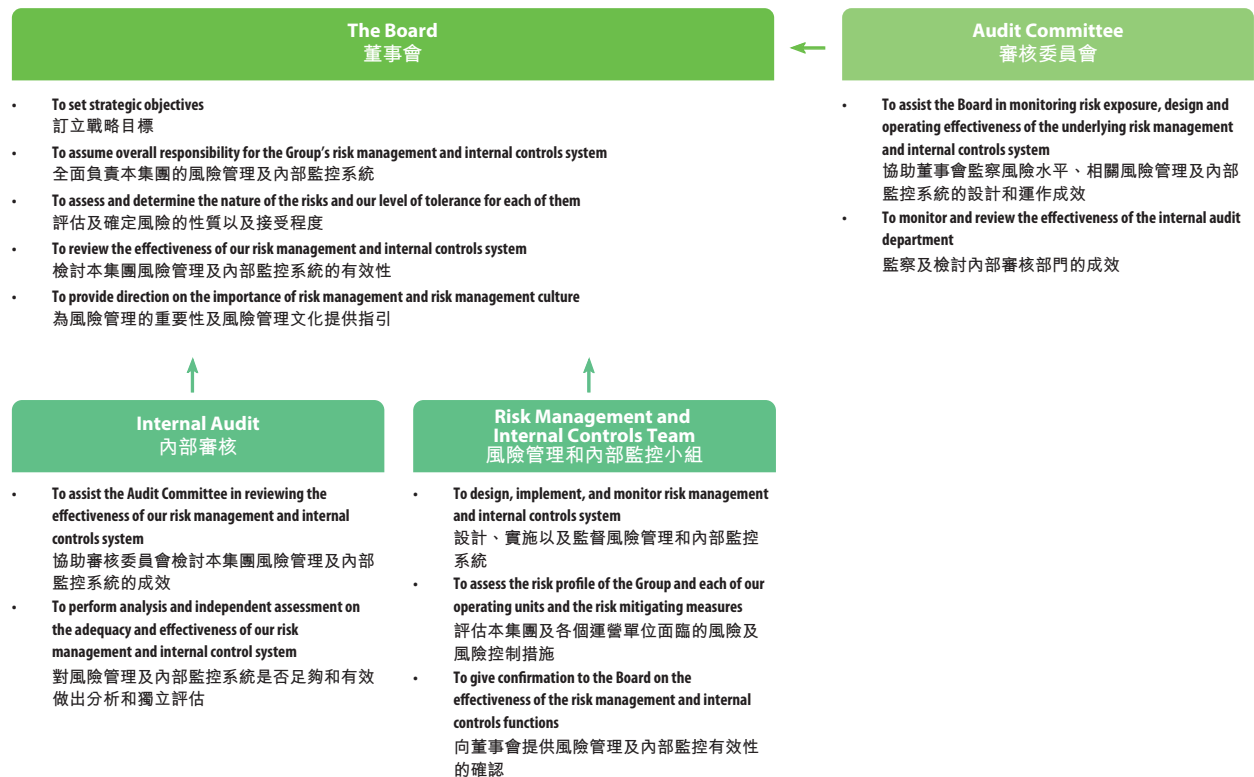 The Board
董事會
• To set strategic objectives
訂立戰略目標
• To assume overall responsibility for the Group's risk management and internal controls system
全面負責本集團的風險管理及內部監控系統
• To assess and determine the nature of the risks and our level of tolerance for each of them
評估及確定風險的性質以及接受程度
• To review the effectiveness of our risk management and internal controls system
檢討本集團風險管理及內部監控系統的有效性
• To provide direction on the importance of risk management and risk management culture
為風險管理的重要性及風險管理文化提供指引
Audit Committee
審核委員會
• To assist the Board in monitoring risk exposure, design and
operating effectiveness of the underlying risk management
and internal controls system
協助董事會監察風險水平、相關風險管理及內部
監控系統的設計和運作成效
• To monitor and review the effectiveness of the internal audit
department
監察及檢討內部審核部門的成效
Internal Audit
內部審核
• To assist the Audit Committee in reviewing the
effectiveness of our risk management and internal
controls system
協助審核委員會檢討本集團風險管理及內部
監控系統的成效
• To perform analysis and independent assessment on
the adequacy and effectiveness of our risk
management and internal control system
對風險管理及內部監控系統是否足夠和有效
做出分析和獨立評估
Risk Management and
Internal Controls Team
風險管理和內部監控小組
• To design, implement, and monitor risk management
and internal controls system
設計、實施以及監督風險管理和內部監控
系統
• To assess the risk profile of the Group and each of our
operating units and the risk mitigating measures
評估本集團及各個運營單位面臨的風險及
風險控制措施
• To give confirmation to the Board on the
effectiveness of the risk management and internal
controls functions
向董事會提供風險管理及內部監控有效性
的確認